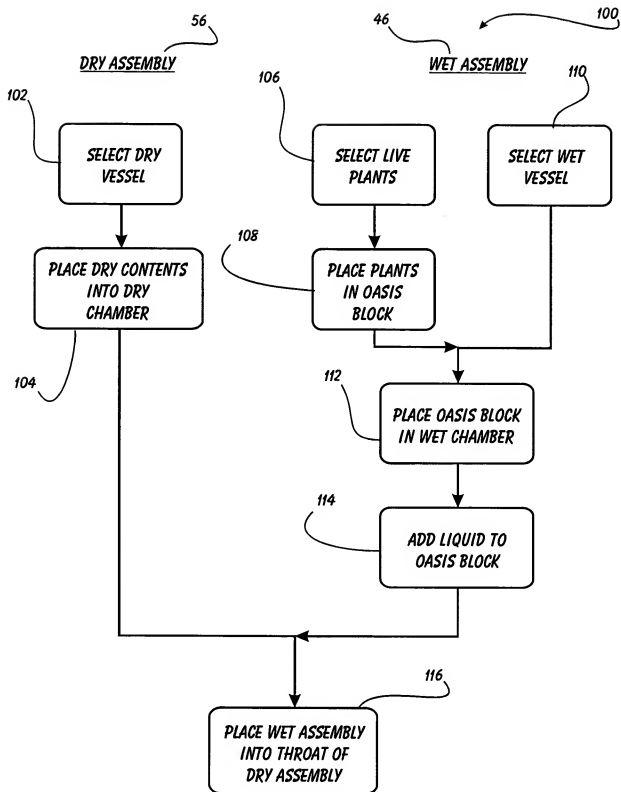 100
56
DRY ASSEMBLY
46
WET ASSEMBLY
102
SELECT DRY
VESSEL
106
SELECT LIVE
PLANTS
110
SELECT WET
VESSEL
PLACE DRY CONTENTS
INTO DRY
CHAMBER
104
108
PLACE PLANTS
IN OASIS
BLOCK
112
PLACE OASIS BLOCK
IN WET CHAMBER
114
ADD LIQUID TO
OASIS BLOCK
116
PLACE WET ASSEMBLY
INTO THROAT OF
DRY ASSEMBLY